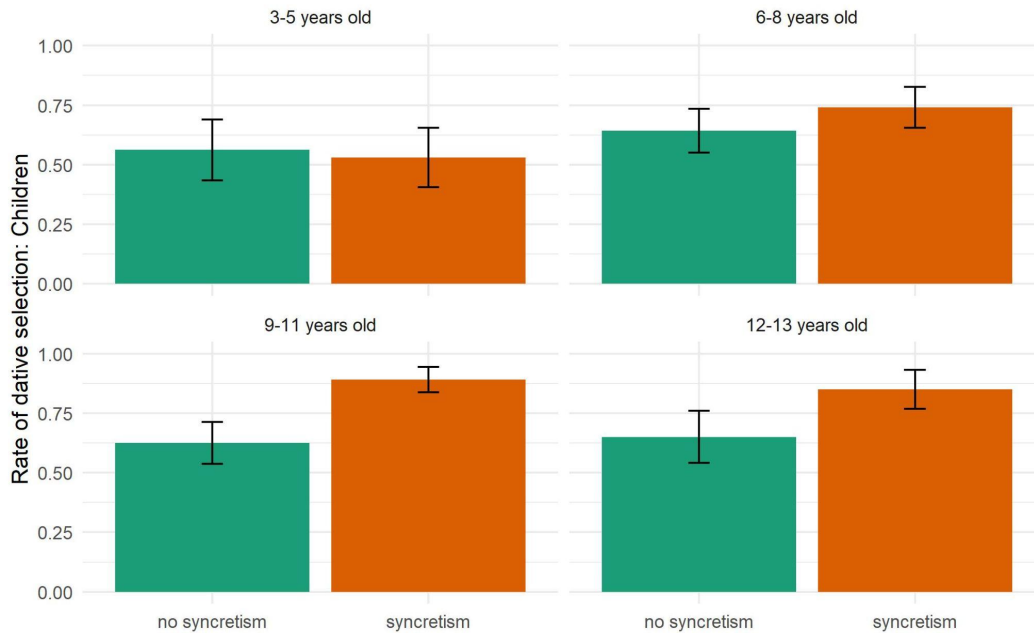 Rate of dative selection: Children
3-5 years old
6-8 years old
1.00
0.75
0.50
0.25
0.00
9-11 years old
12-13 years old
1.00
0.75
0.50
0.25
0.00
no syncretism
syncretism
no syncretism
syncretism